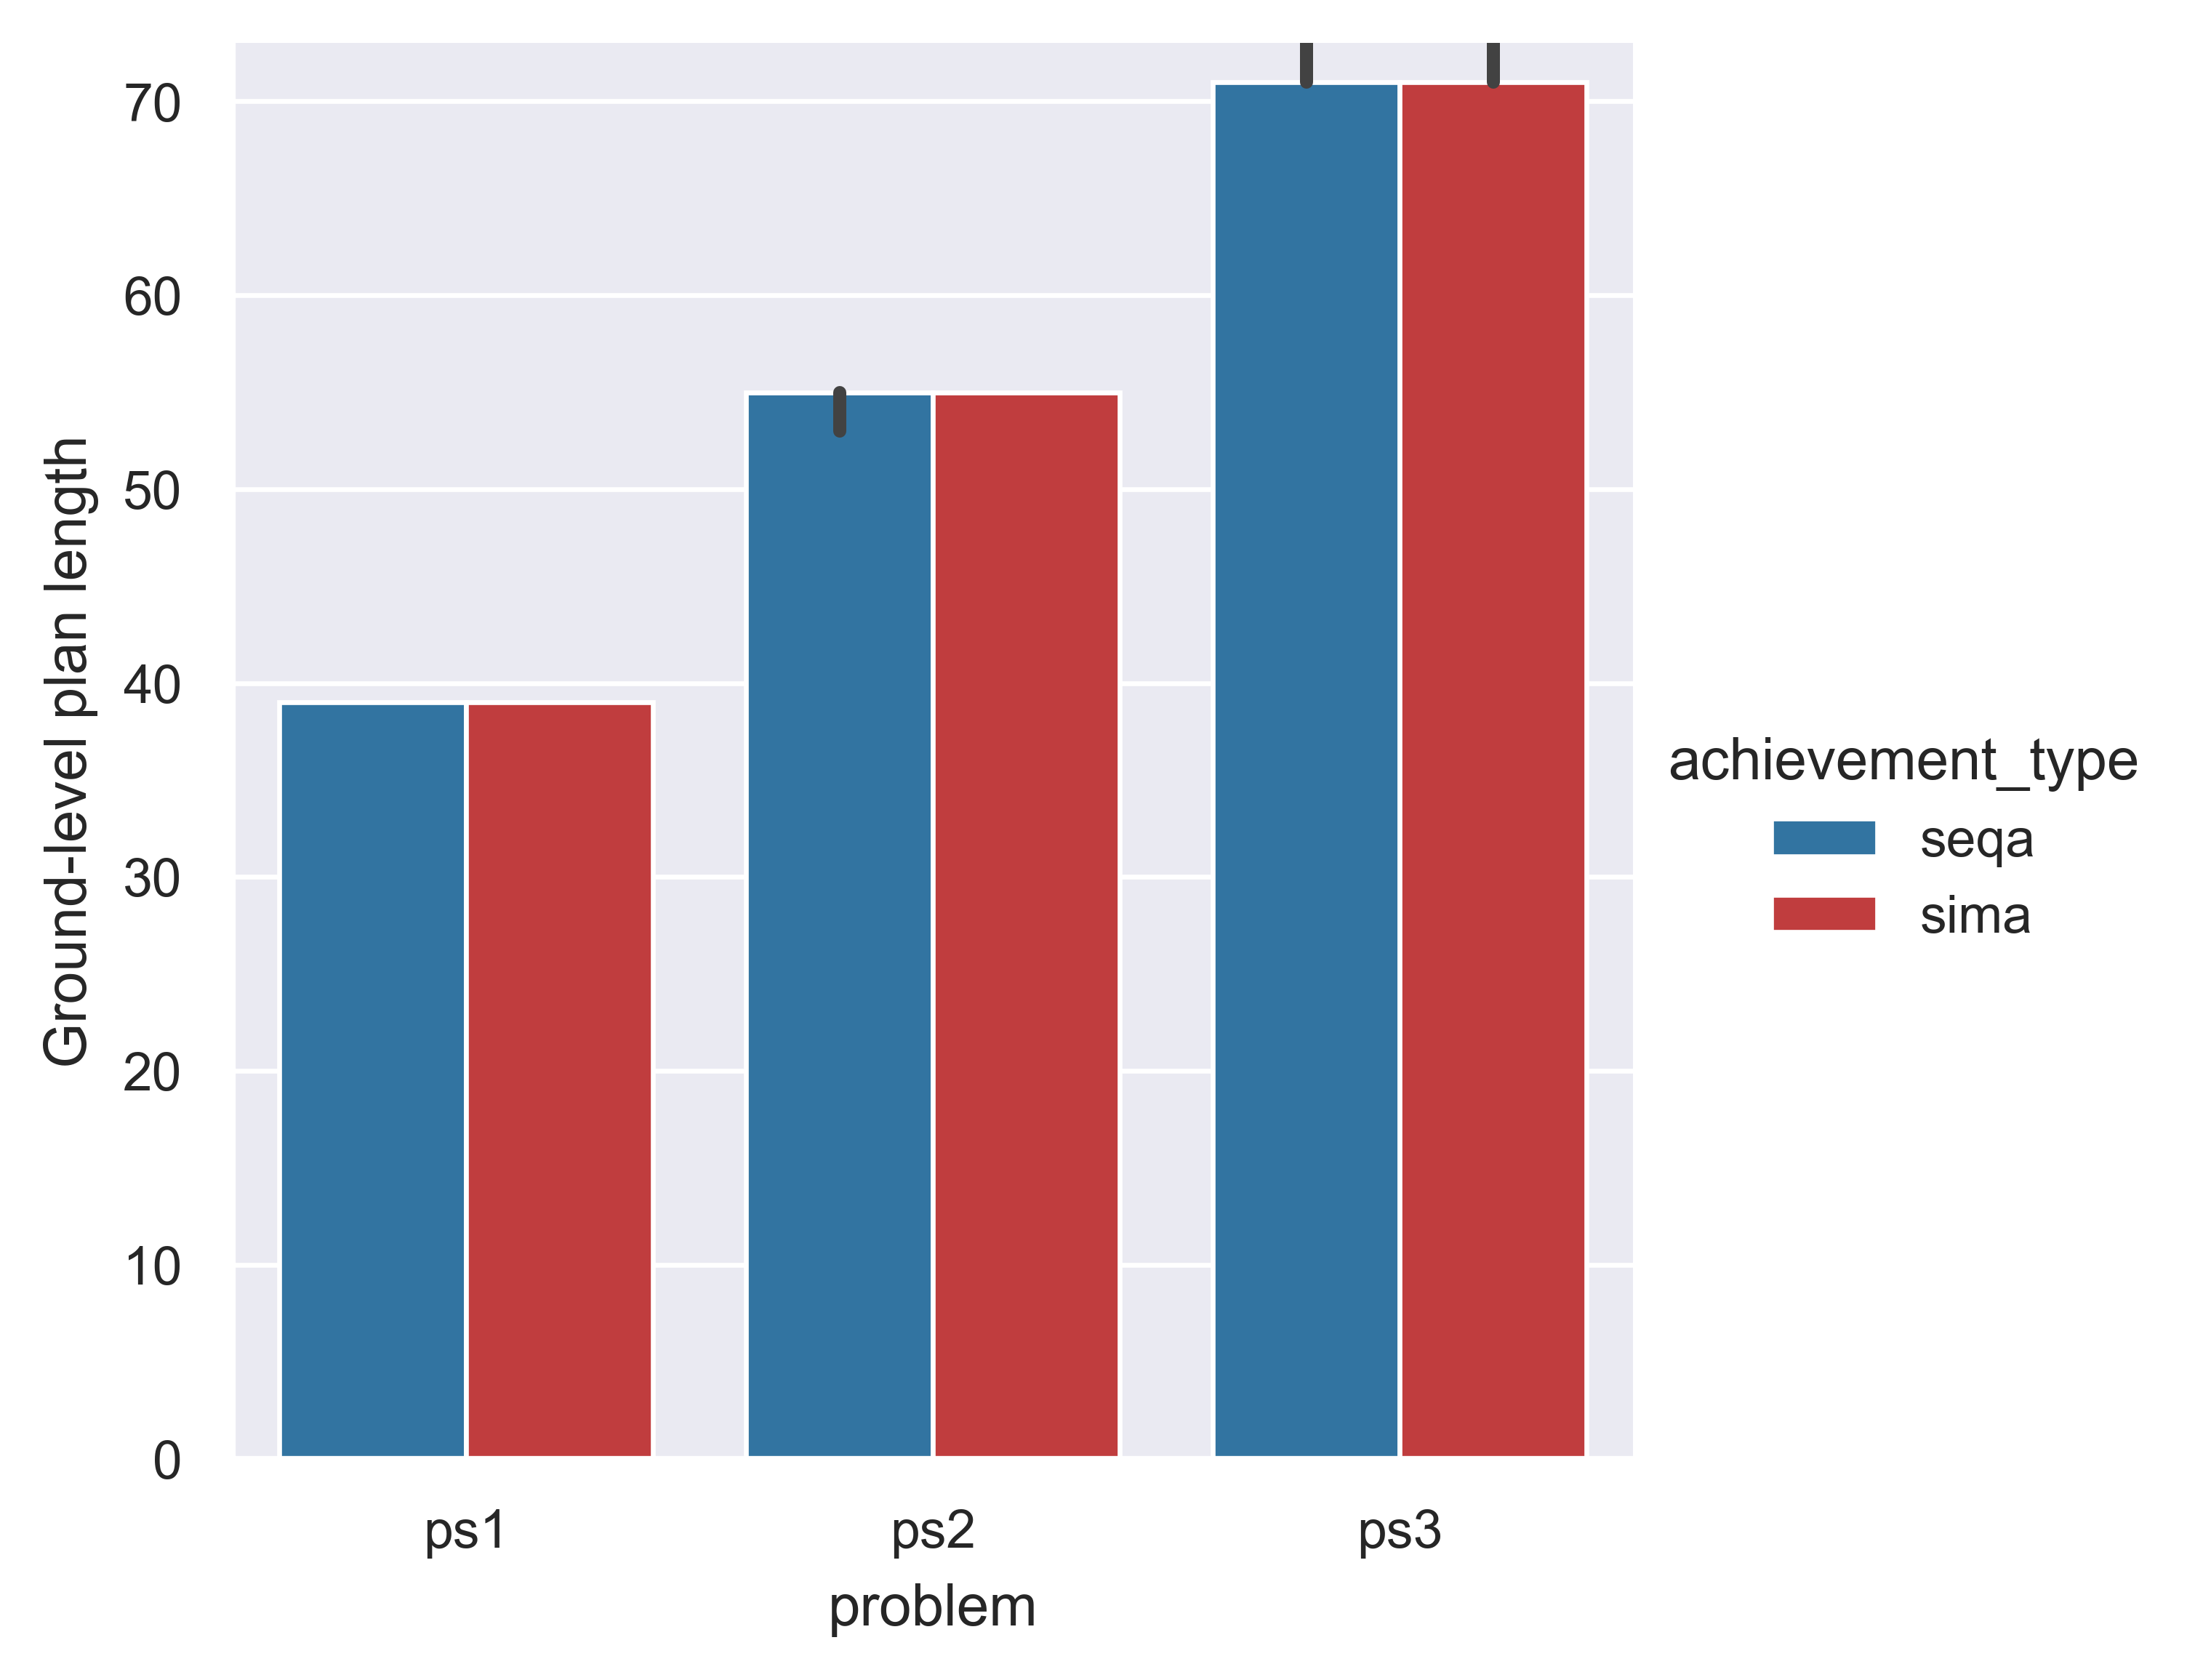 Ground-level plan length
70
60
50
40
30
20
10
0
ps1 ps2 ps3
problem
achievement_type
seqa
sima